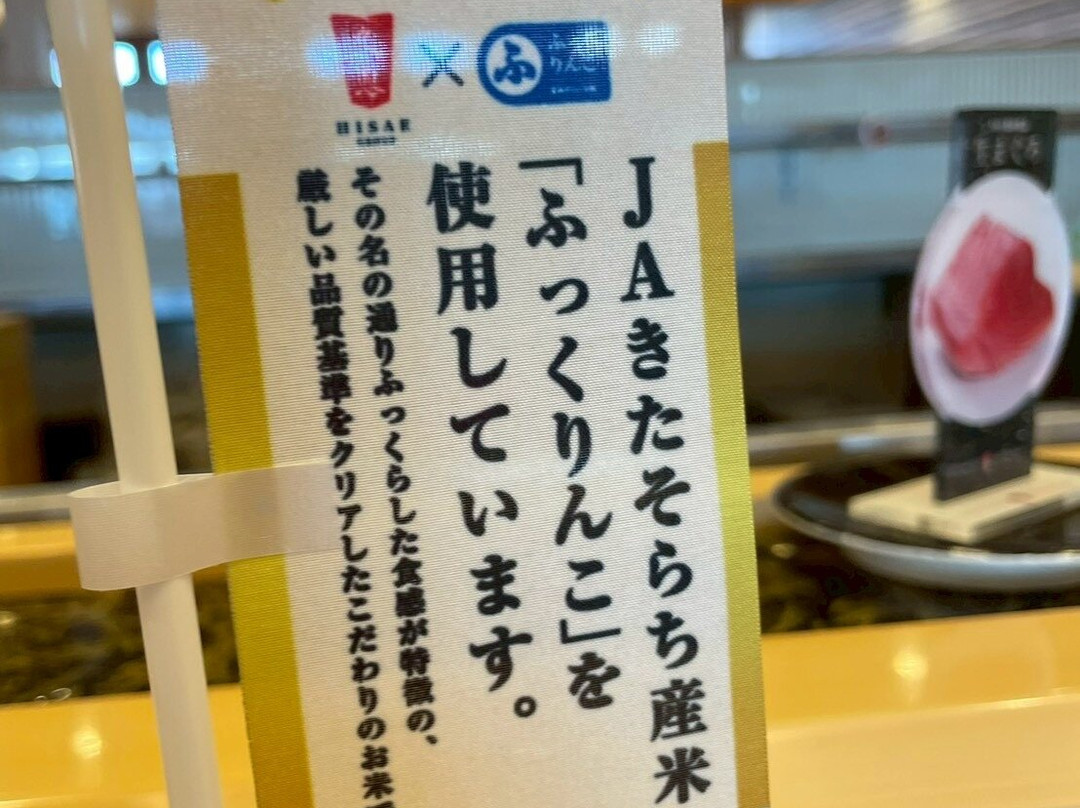 HISAE
×
ふ
ふっくりんこ
JAきたそらち産米
「ふっくりんこ」を
使用しています。
その名の通りふっくらした食感が特徴の、
厳しい品質基準をクリアしたこだわりのお米